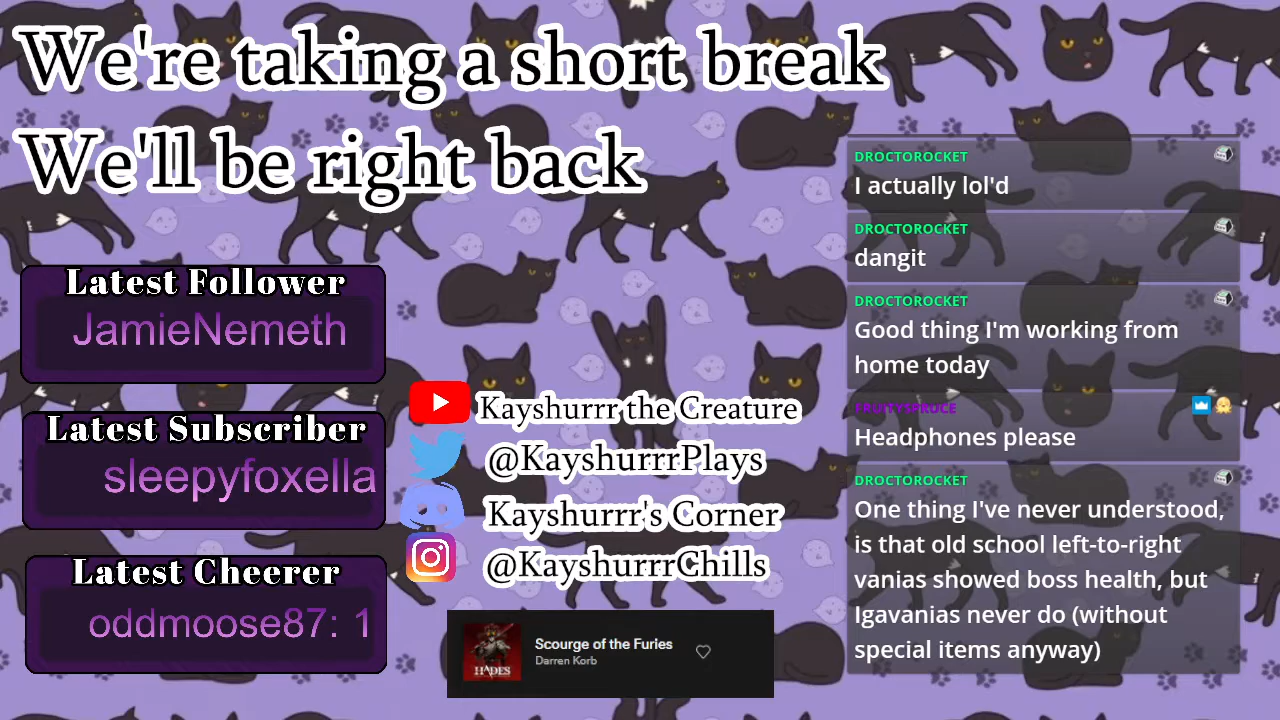 We're taking a short break
We'll be right back
Latest Follower
JamieNemeth
Latest Subscriber
sleepyfoxella
Latest Cheerer
oddmoose87: 1
Kayshurrr the Creature
@KayshurrrPlays
Kayshurrr's Corner
@KayshurrrChills
HADES
Scourge of the Furies
Darren Korb
DROCTOROCKET
I actually lol'd
DROCTOROCKET
dangit
DROCTOROCKET
Good thing I'm working from
home today
FRUITYSPRUCE
Headphones please
DROCTOROCKET
One thing I've never understood,
is that old school left-to-right
vanias showed boss health, but
Igavanias never do (without
special items anyway)